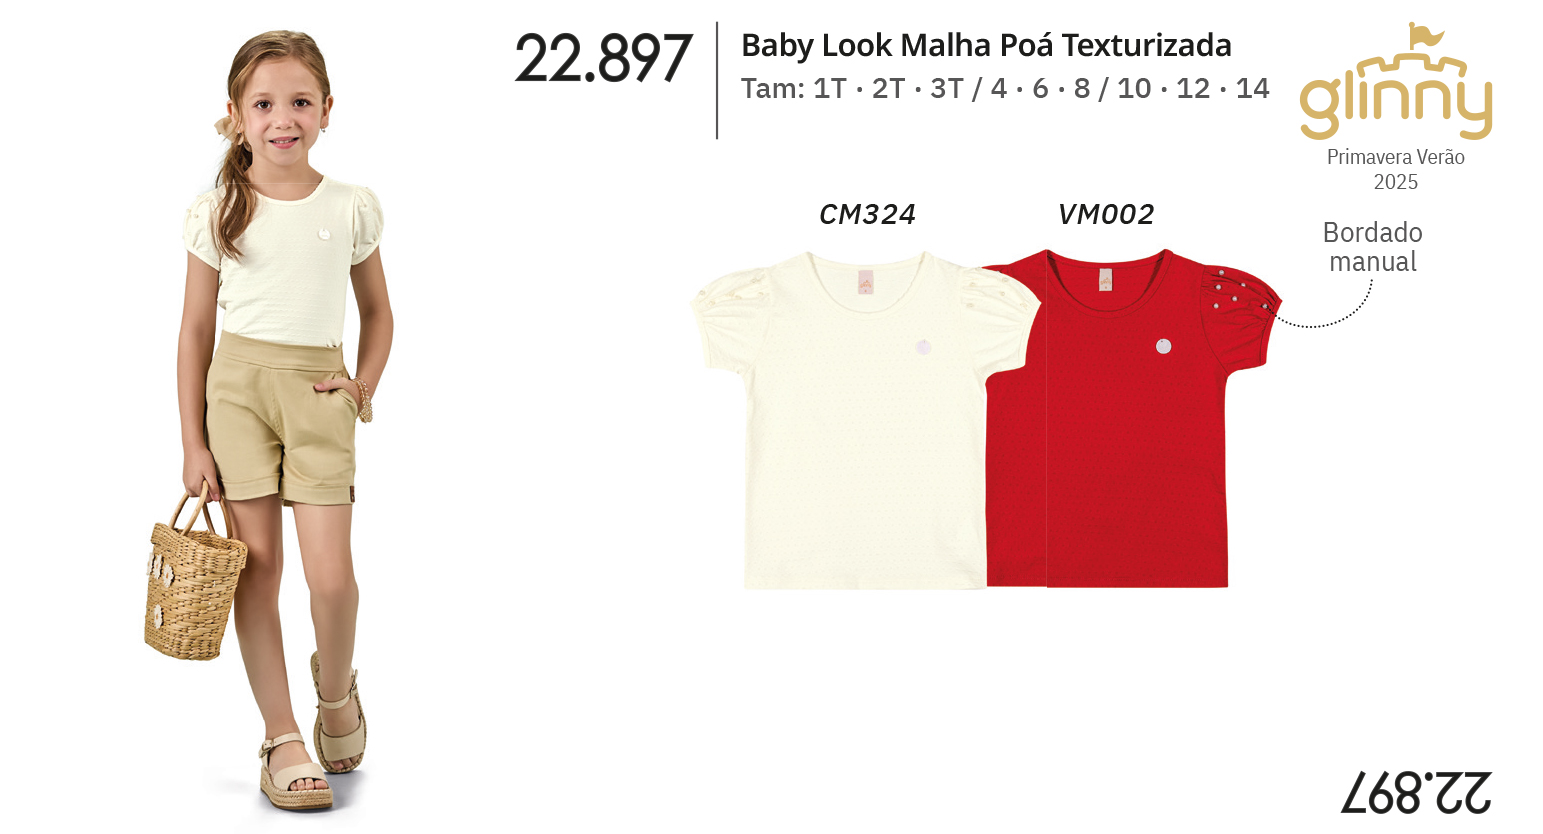 22.897
Baby Look Malha Poá Texturizada
Tam: 1T · 2T · 3T / 4 · 6 · 8 / 10 · 12 · 14
glinny
Primavera Verão
2025
CM324
VM002
Bordado
manual
22.897